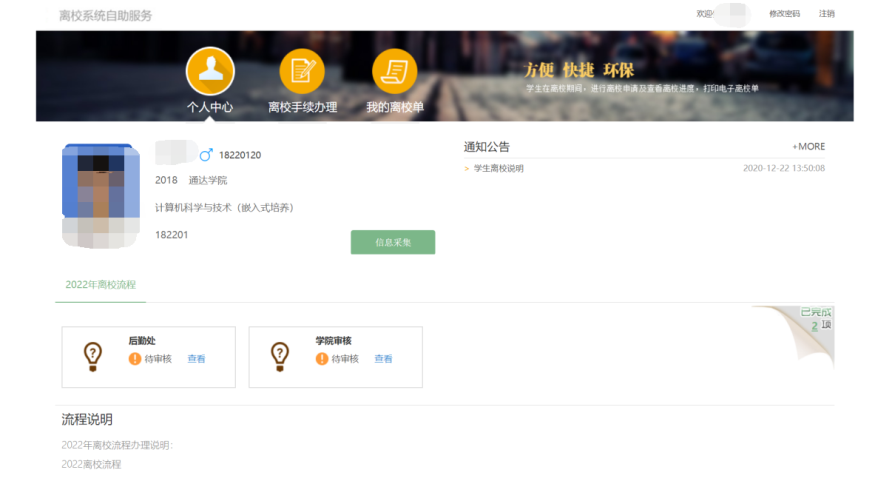 离校系统自助服务
欢迎
修改密码
注销
方便 快捷 环保
学生在离校期间，进行离校申请及查看离校进度，打印电子离校单
个人中心
离校手续办理
我的离校单
18220120
2018 通达学院
计算机科学与技术（嵌入式培养）
182201
信息采集
通知公告
+MORE
> 学生离校说明
2020-12-22 13:50:08
2022年离校流程
已完成
2 项
后勤处
! 待审核 查看
学院审核
! 待审核 查看
流程说明
2022年离校流程办理说明：
2022离校流程